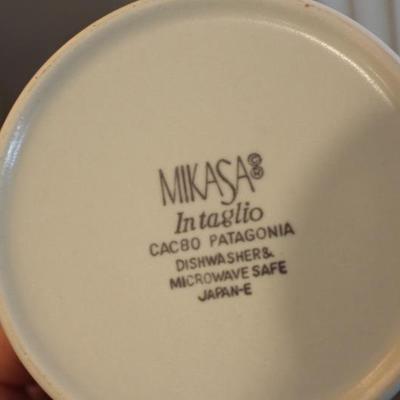 MIKASA©®
Intaglio
CAC80 PATAGONIA
DISHWASHER&
MICROWAVE SAFE
JAPAN-E